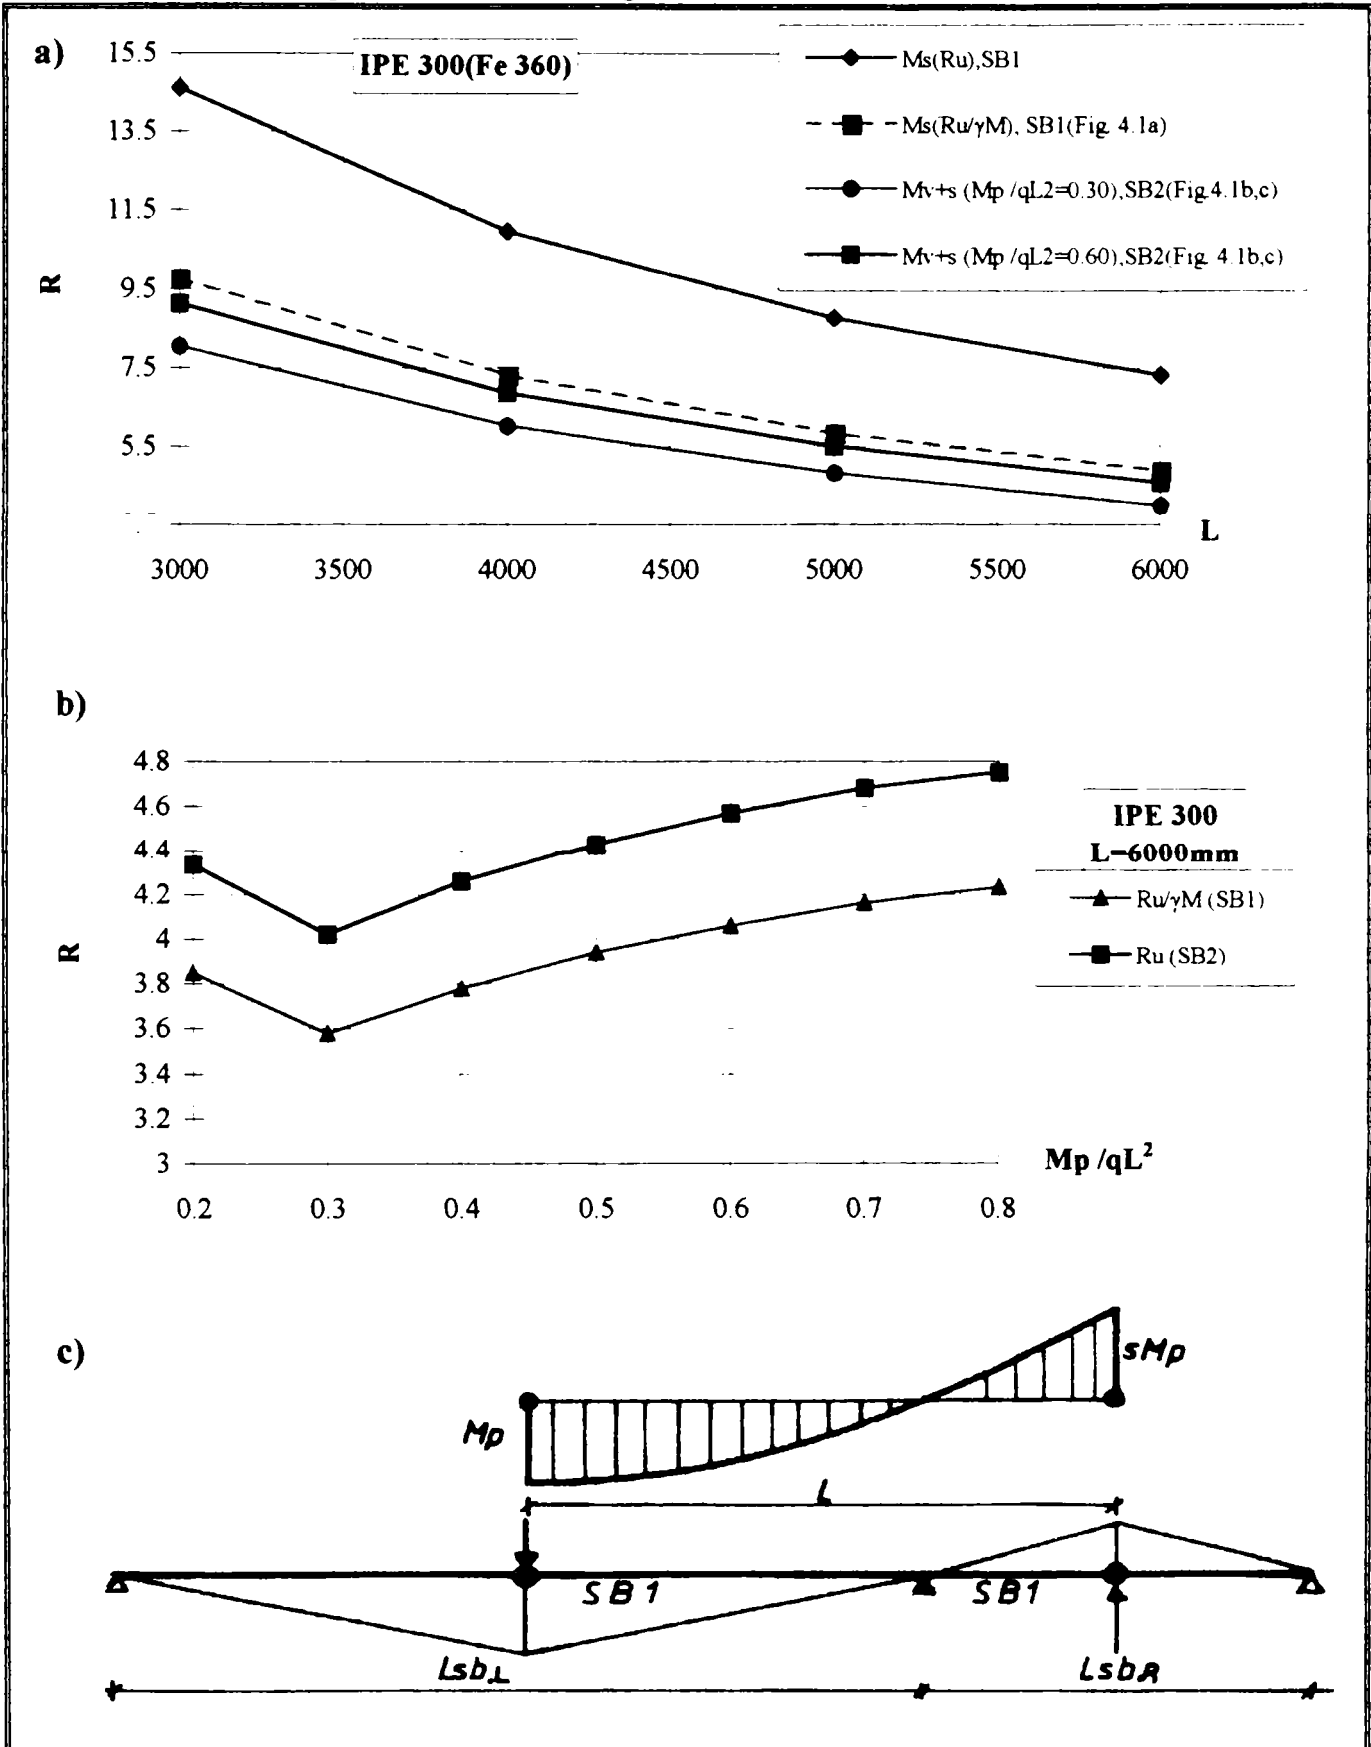 a)
15.5
IPE 300(Fe 360)
Ms(Ru),SB1
13.5
Ms(Ru/γM), SB1(Fig. 4.1a)
11.5
Mv+s (Mp /qL2=0.30),SB2(Fig.4.1b,c)
R
9.5
Mv+s (Mp /qL2=0.60),SB2(Fig. 4.1b,c)
7.5
5.5
L
3000 3500 4000 4500 5000 5500 6000
b)
4.8
4.6
IPE 300
4.4
L=6000mm
4.2
Ru/γM (SB1)
R
4
Ru (SB2)
3.8
3.6
3.4
3.2
3
Mp /qL²
0.2 0.3 0.4 0.5 0.6 0.7 0.8
c)
sMp
Mp
L
SB1 SB1
LsbL LsbR